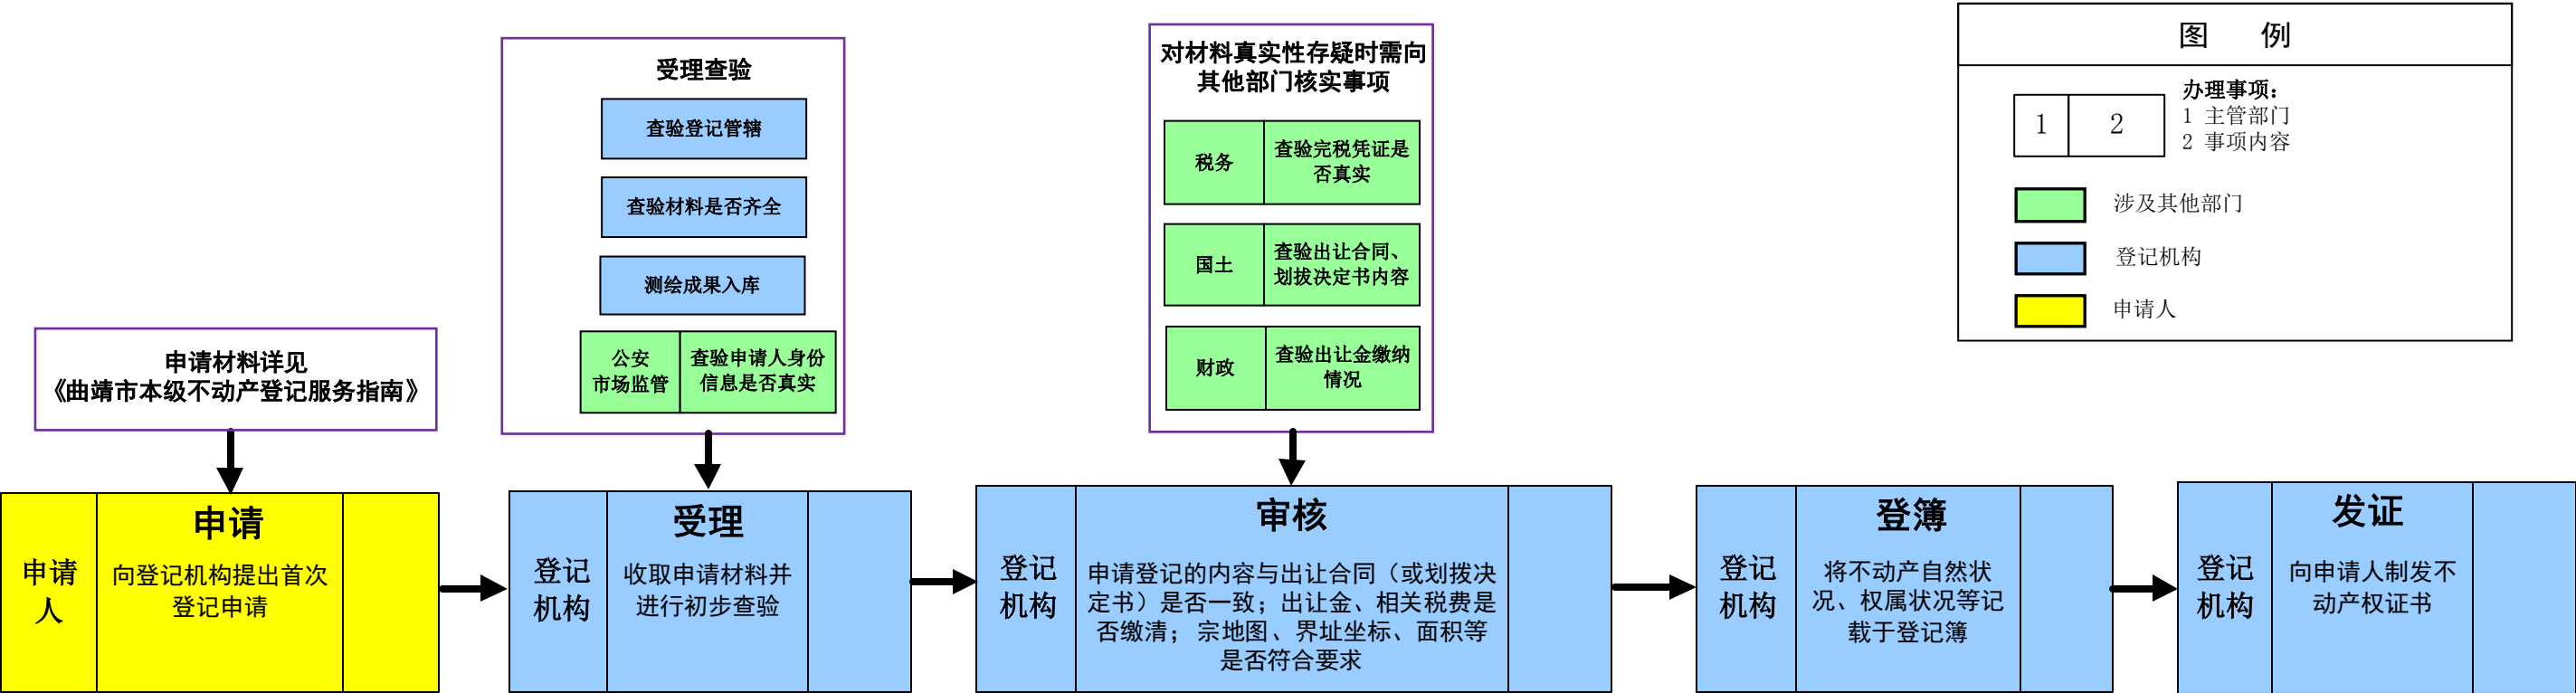 受理查验
查验登记管辖
查验材料是否齐全
测绘成果入库
公安
市场监管
查验申请人身份
信息是否真实
对材料真实性存疑时需向
其他部门核实事项
税务
查验完税凭证是
否真实
国土
查验出让合同、
划拔决定书内容
财政
查验出让金缴纳
情况
图 例
1
2
办理事项：
1 主管部门
2 事项内容
涉及其他部门
登记机构
申请人
申请材料详见
《曲靖市本级不动产登记服务指南》
申请
人
申请
向登记机构提出首次
登记申请
登记
机构
受理
收取申请材料并
进行初步查验
登记
机构
审核
申请登记的内容与出让合同（或划拨决
定书）是否一致；出让金、相关税费是
否缴清；宗地图、界址坐标、面积等
是否符合要求
登记
机构
登簿
将不动产自然状
况、权属状况等记
载于登记簿
登记
机构
发证
向申请人制发不
动产权证书